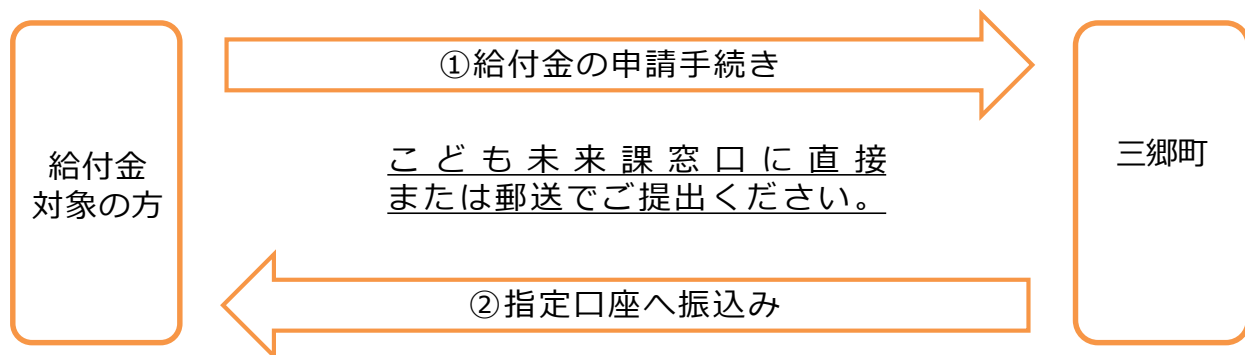 ①給付金の申請手続き
給付金
対象の方
こども未来課窓口に直接
または郵送でご提出ください。
三郷町
②指定口座へ振込み